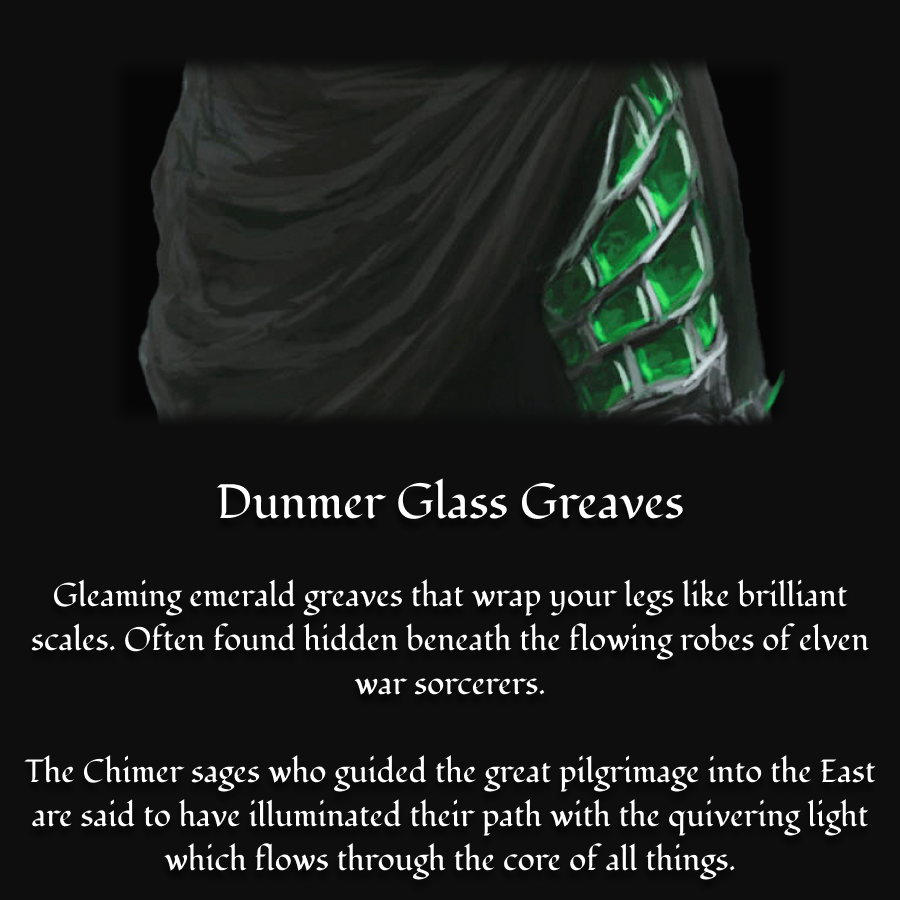 Dunmer Glass Greaves
Gleaming emerald greaves that wrap your legs like brilliant
scales. Often found hidden beneath the flowing robes of elven
war sorcerers.
The Chimer sages who guided the great pilgrimage into the East
are said to have illuminated their path with the quivering light
which flows through the core of all things.